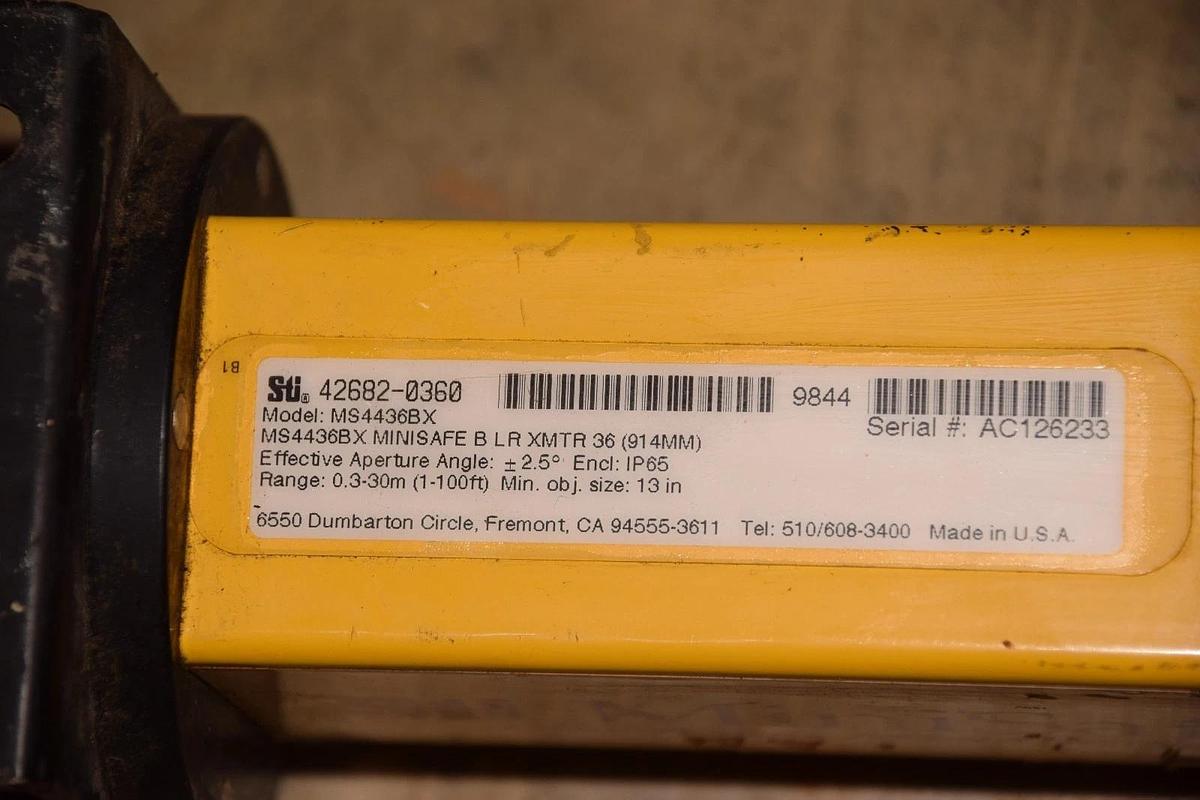 B1
Sti® 42682-0360 9844
Model: MS4436BX Serial #: AC126233
MS4436BX MINISAFE B LR XMTR 36 (914MM)
Effective Aperture Angle: ±2.5° Encl: IP65
Range: 0.3-30m (1-100ft) Min. obj. size: 13 in
6550 Dumbarton Circle, Fremont, CA 94555-3611 Tel: 510/608-3400 Made in U.S.A.